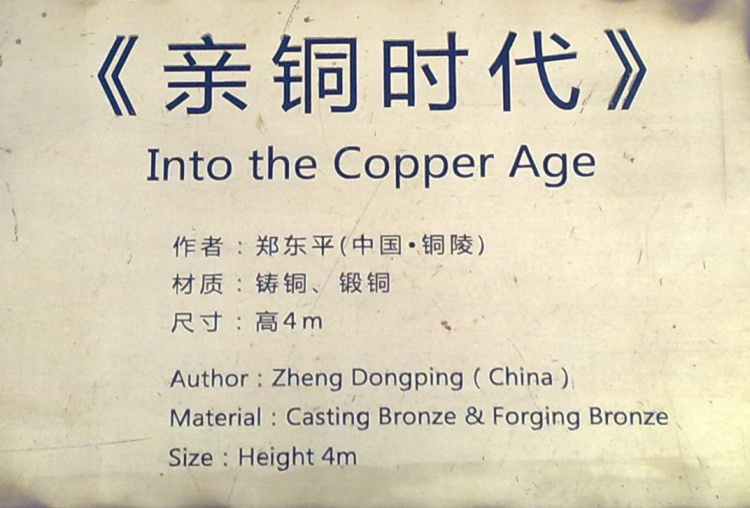 《亲铜时代》
Into the Copper Age
作者：郑东平(中国·铜陵)
材质：铸铜、锻铜
尺寸：高4m
Author : Zheng Dongping ( China )
Material : Casting Bronze & Forging Bronze
Size : Height 4m